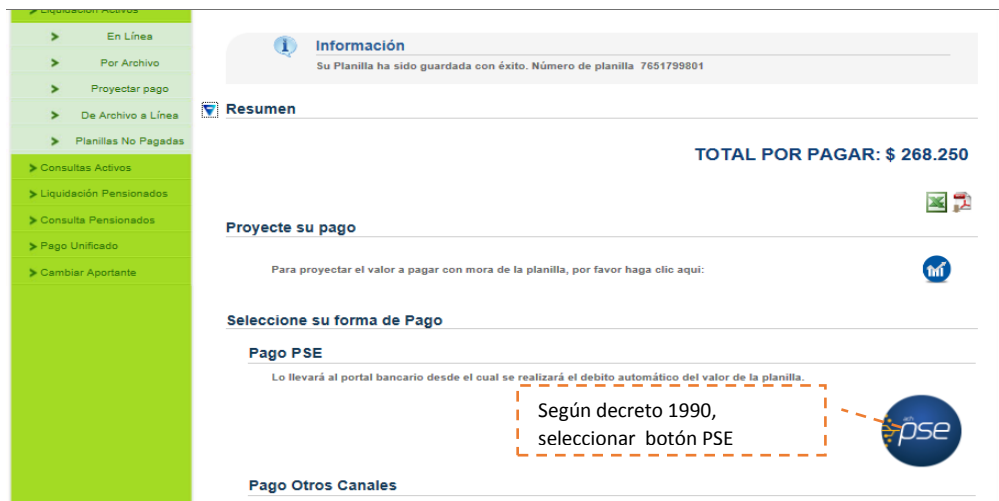 Liquidación Activos
En Línea
Por Archivo
Proyectar pago
De Archivo a Línea
Planillas No Pagadas
Consultas Activos
Liquidación Pensionados
Consulta Pensionados
Pago Unificado
Cambiar Aportante
Información
Su Planilla ha sido guardada con éxito. Número de planilla 7651799801
Resumen
TOTAL POR PAGAR: $ 268.250
Proyecte su pago
Para proyectar el valor a pagar con mora de la planilla, por favor haga clic aqui:
Seleccione su forma de Pago
Pago PSE
Lo llevará al portal bancario desde el cual se realizará el debito automático del valor de la planilla.
Según decreto 1990,
seleccionar botón PSE
pse
Pago Otros Canales